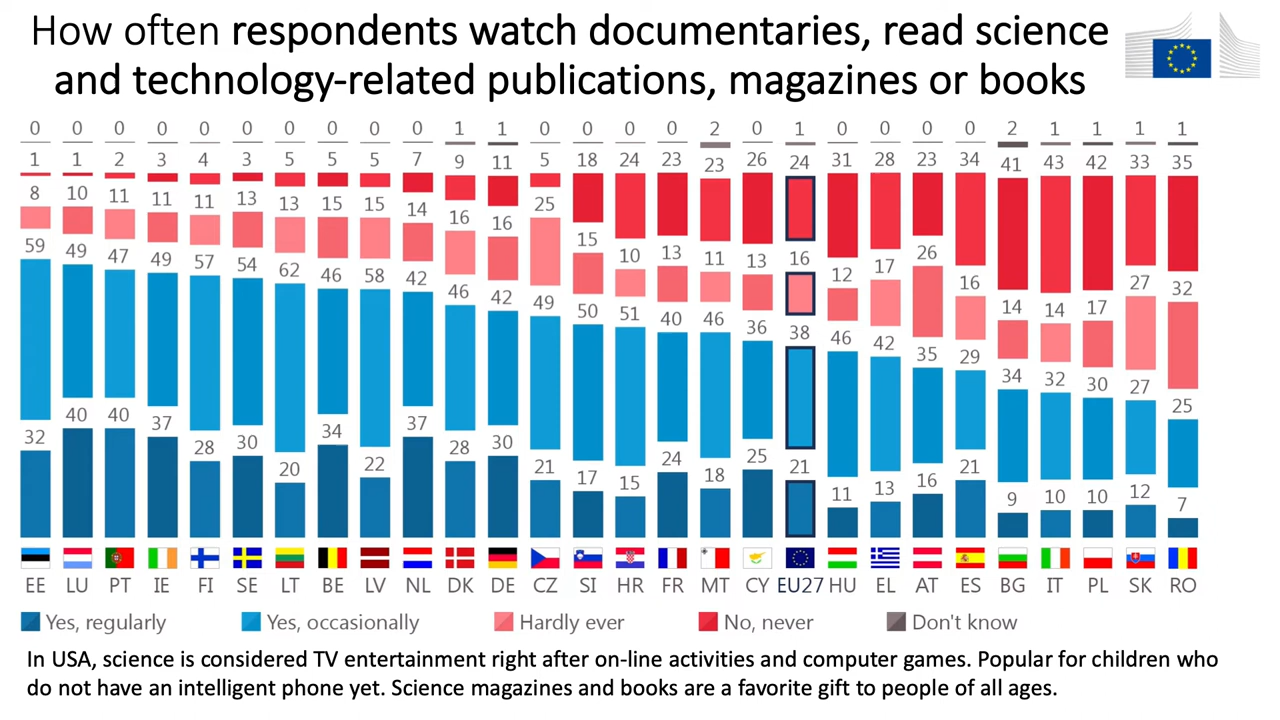 How often respondents watch documentaries, read science
and technology-related publications, magazines or books
0 0 0 0 0 0 0 0 0 0 1 1 0 0 0 0 2 0 1 0 0 0 0 2 1 1 1 1
1 1 2 3 4 3 5 5 5 7 9 11 5 18 24 23 23 26 24 31 28 23 34 41 43 42 33 35
8 10 11 11 11 13 13 15 15 14 16 16 25 15 10 13 11 13 16 12 17 26 16 14 14 17 27 32
59 49 47 49 57 54 62 46 58 42 46 42 49 50 51 40 46 36 38 46 42 35 29 34 32 30 27 25
32 40 40 37 28 30 20 34 22 37 28 30 21 17 15 24 18 25 21 11 13 16 21 9 10 10 12 7
EE LU PT IE FI SE LT BE LV NL DK DE CZ SI HR FR MT CY EU27 HU EL AT ES BG IT PL SK RO
Yes, regularly Yes, occasionally Hardly ever No, never Don't know
In USA, science is considered TV entertainment right after on-line activities and computer games. Popular for children who
do not have an intelligent phone yet. Science magazines and books are a favorite gift to people of all ages.